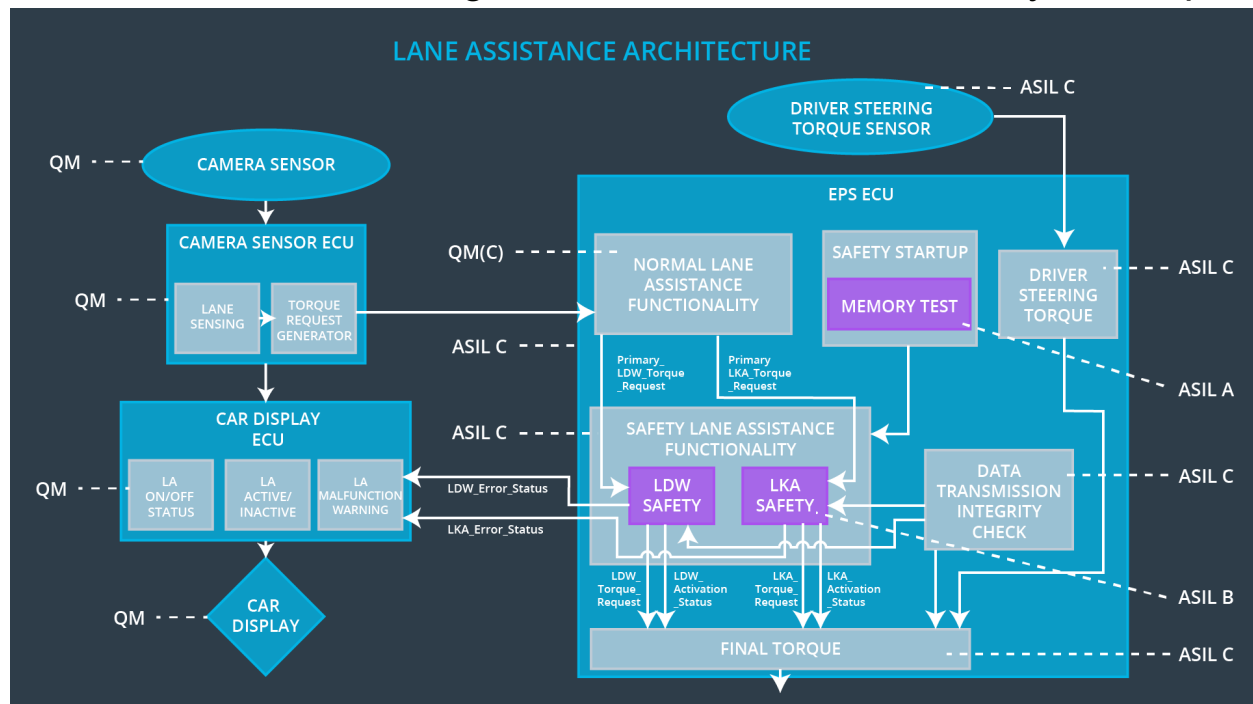 LANE ASSISTANCE ARCHITECTURE
ASIL C
DRIVER STEERING
TORQUE SENSOR
QM
CAMERA SENSOR
EPS ECU
CAMERA SENSOR ECU
LANE
SENSING
TORQUE
REQUEST
GENERATOR
QM
QM(C)
NORMAL LANE
ASSISTANCE
FUNCTIONALITY
SAFETY STARTUP
MEMORY TEST
DRIVER
STEERING
TORQUE
ASIL C
ASIL C
ASIL A
Primary_
LDW_Torque
_Request
Primary
LKA_Torque
_Request
CAR DISPLAY
ECU
LA
ON/OFF
STATUS
LA
ACTIVE/
INACTIVE
LA
MALFUNCTION
WARNING
QM
ASIL C
SAFETY LANE ASSISTANCE
FUNCTIONALITY
LDW
SAFETY
LKA
SAFETY
DATA
TRANSMISSION
INTEGRITY
CHECK
ASIL C
LDW_Error_Status
LKA_Error_Status
LDW_
Torque_
Request
LDW_
Activation
_Status
LKA_
Torque_
Request
LKA_
Activation
_Status
ASIL B
QM
CAR
DISPLAY
FINAL TORQUE
ASIL C